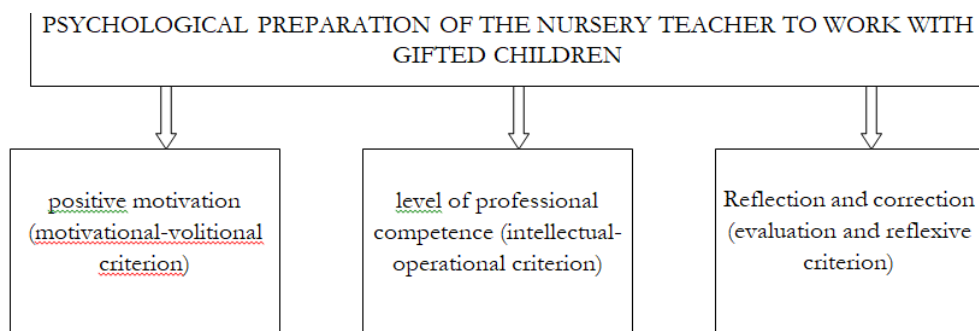 PSYCHOLOGICAL PREPARATION OF THE NURSERY TEACHER TO WORK WITH
GIFTED CHILDREN
positive motivation
(motivational-volitional
criterion)
level of professional
competence (intellectual-
operational criterion)
Reflection and correction
(evaluation and reflexive
criterion)